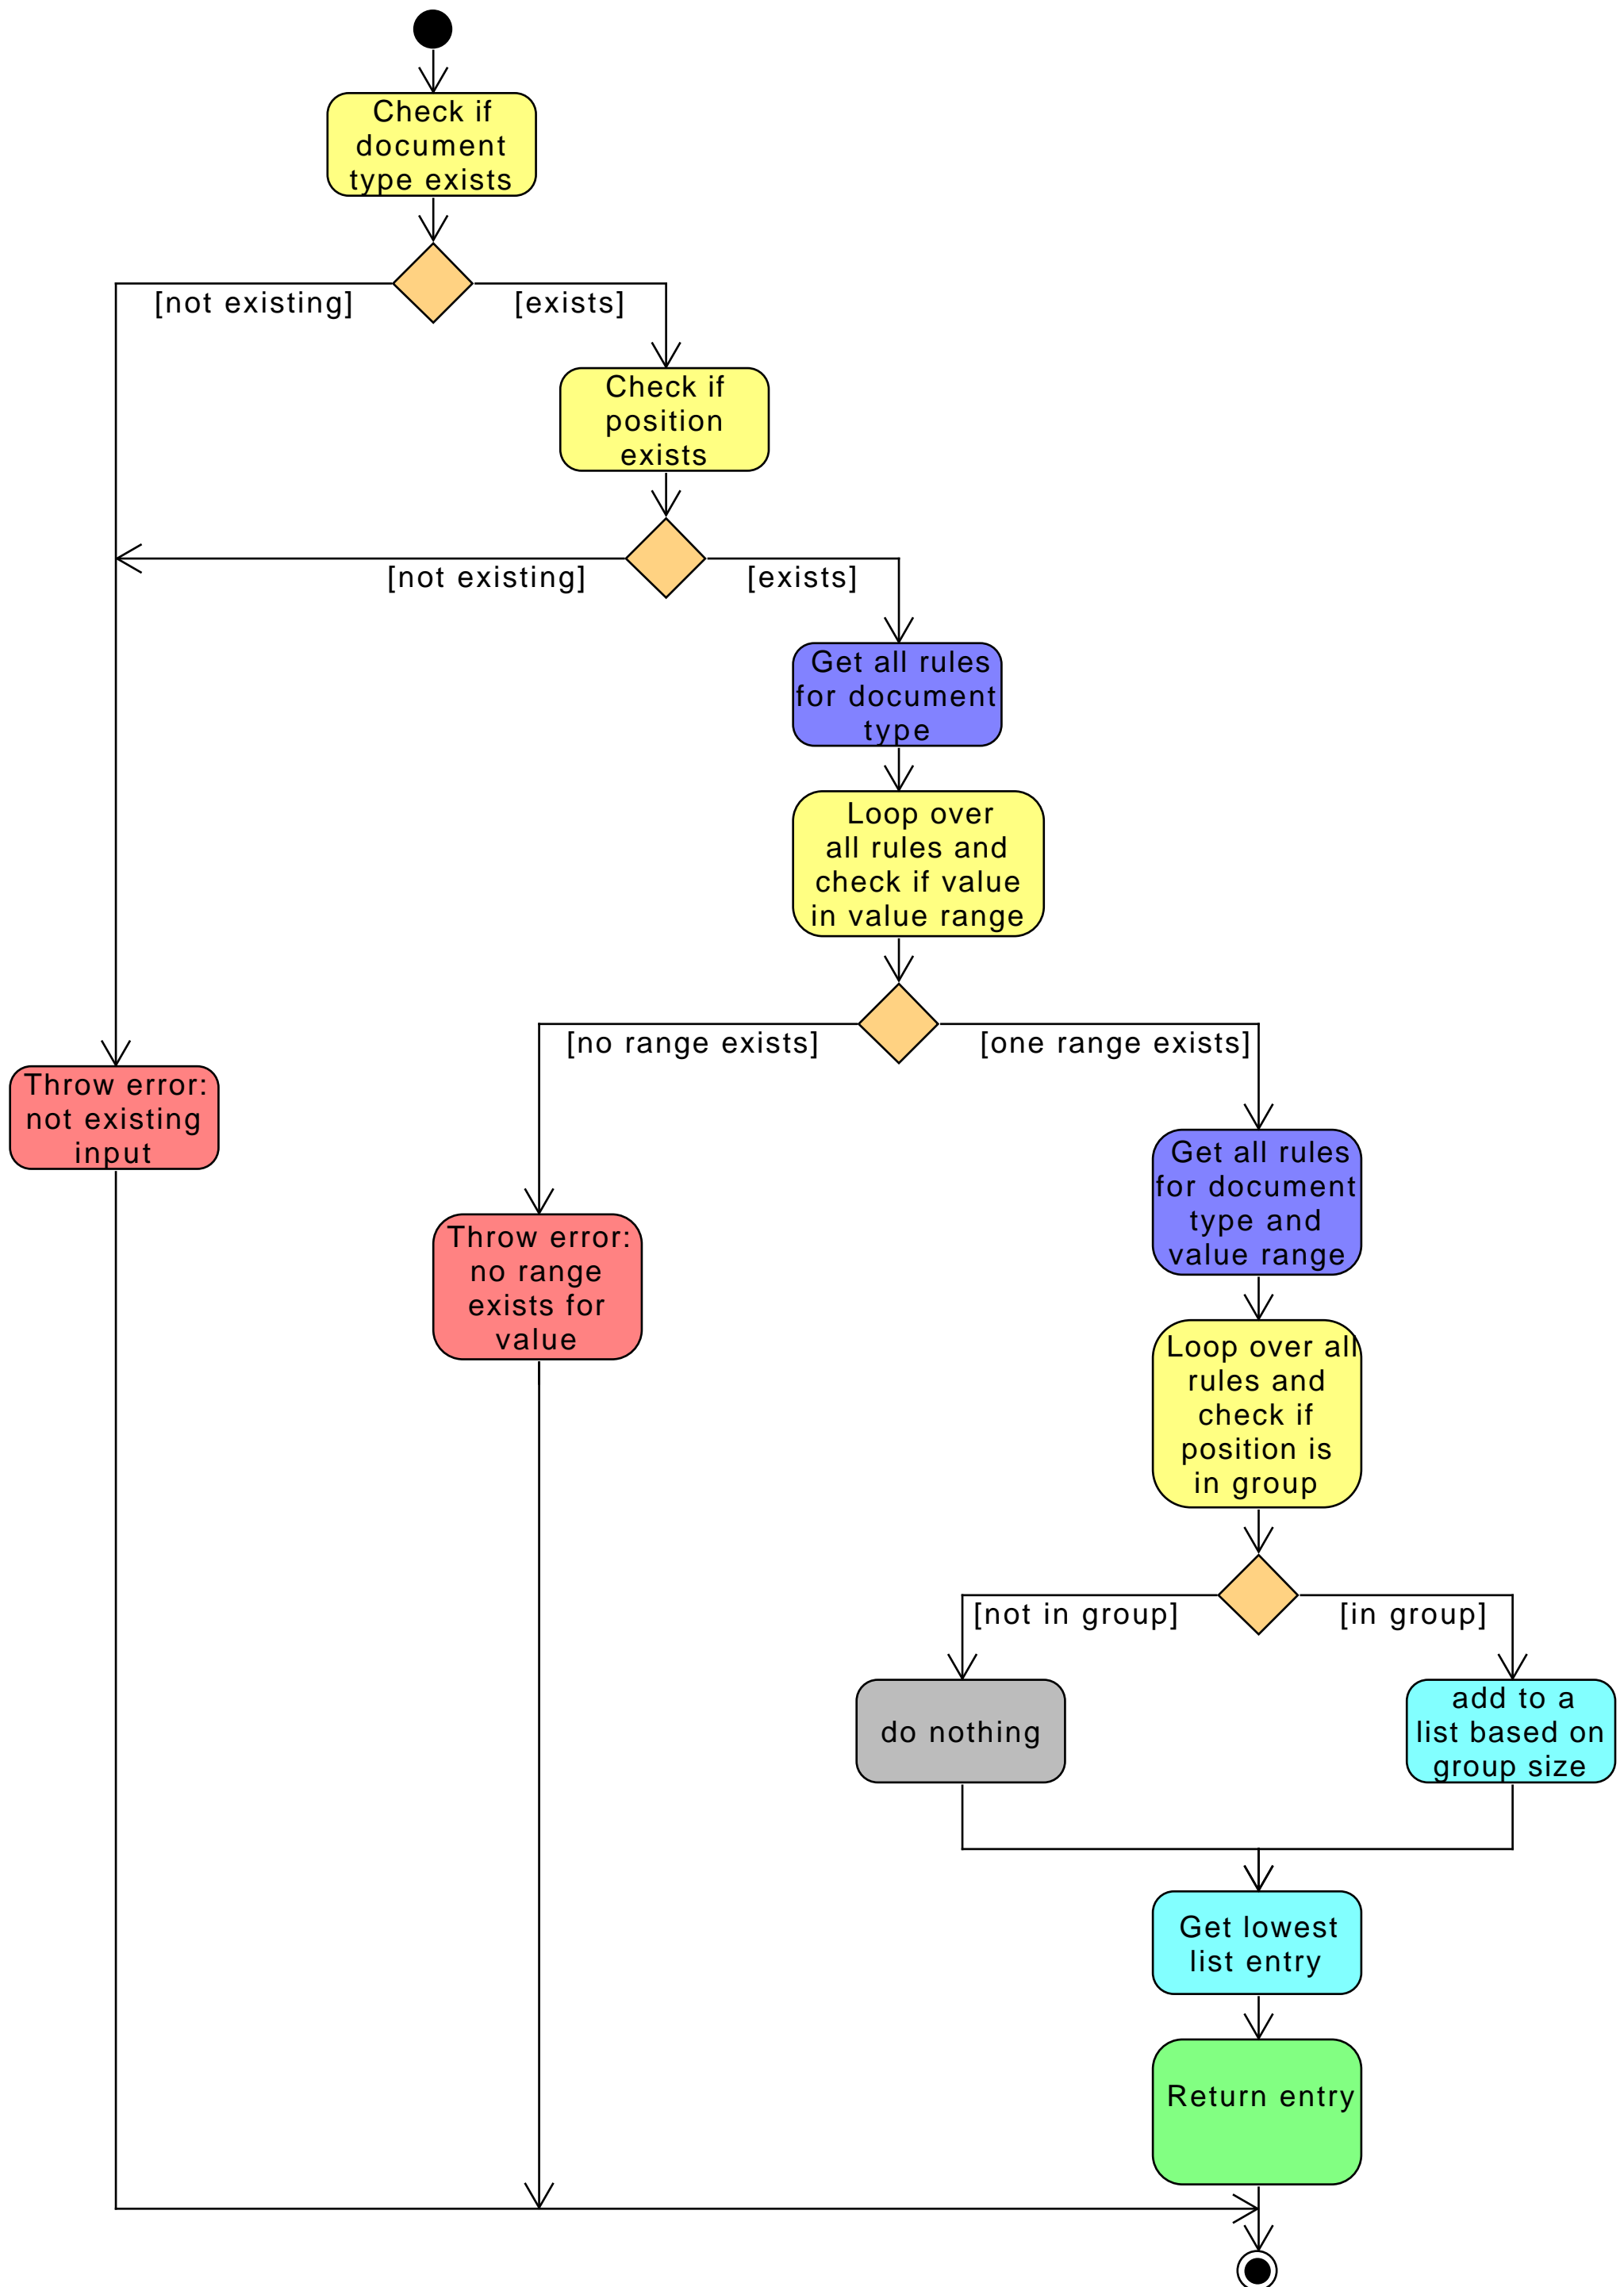 Check if
document
type exists
[not existing]
[exists]
Check if
position
exists
[not existing]
[exists]
Get all rules
for document
type
Loop over
all rules and
check if value
in value range
[no range exists]
[one range exists]
Throw error:
not existing
input
Throw error:
no range
exists for
value
Get all rules
for document
type and
value range
Loop over all
rules and
check if
position is
in group
[not in group]
[in group]
do nothing
add to a
list based on
group size
Get lowest
list entry
Return entry